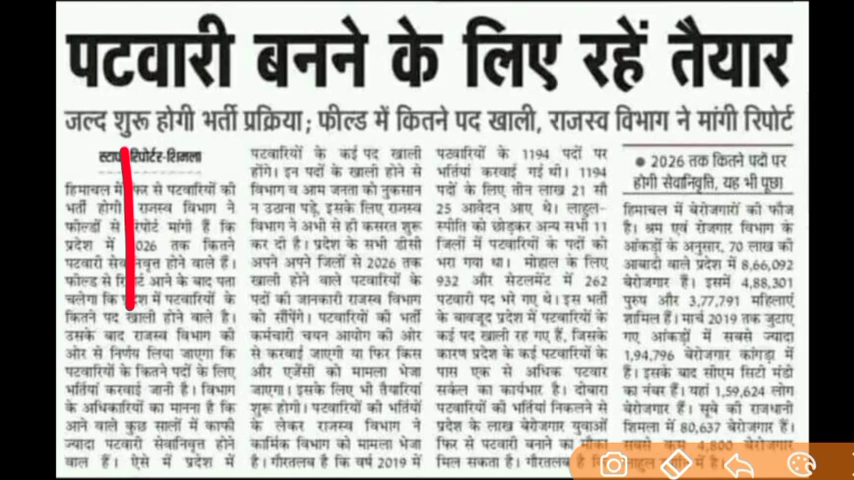 पटवारी बनने के लिए रहें तैयार
जल्द शुरू होगी भर्ती प्रक्रिया; फील्ड में कितने पद खाली, राजस्व विभाग ने मांगी रिपोर्ट
रिपोर्टर-शिमला
हिमाचल में फिर से पटवारियों की
भर्ती होगी राजस्व विभाग ने
फील्डों से मांगी है कि
प्रदेश में तक कितने
पटवारी होने वाले हैं।
फील्ड से आने के बाद पता
चलेगा कि में पटवारियों के
कितने पद खाली होने वाले है।
उसके बाद राजस्व विभाग की
ओर से निर्णय लिया जाएगा कि
पटवारियों के कितने पदों के लिए
भर्तियां करवाई जानी है। विभाग
के अधिकारियों का मानना है कि
आने वाले कुछ सालों में काफी
ज्यादा पटवारी सेवानिवृत्त होने
वाले हैं। ऐसे में प्रदेश में
पटवारियों के कई पद खाली
होंगे। इन पदों के खाली होने से
विभाग व आम जनता को नुकसान
न उठाना पड़े, इसके लिए राजस्व
विभाग ने अभी से ही कसरत शुरू
कर दी है। प्रदेश के सभी डीसी
अपने अपने जिलों से 2026 तक
खाली होने वाले पटवारियों के
पदों की जानकारी राजस्व विभाग
को सौंपेंगे। पटवारियों की भर्ती
कर्मचारी चयन आयोग की ओर
से करवाई जाएगी या फिर किस
और एजेंसी को मामला भेजा
जाएगा। इसके लिए भी तैयारियां
शुरू होगी। पटवारियों की भर्तियों
के लेकर राजस्व विभाग ने
कार्मिक विभाग को मामला भेजा
है। गौरतलब है कि वर्ष 2019 में
पटवारियों के 1194 पदों पर
भर्तियां करवाई गई थी। 1194
पदों के लिए तीन लाख 21 सौ
25 आवेदन आए थे। लाहुल-
स्पीति को छोड़कर अन्य सभी 11
जिलों में पटवारियों के पदों को
भरा गया था। मोहाल के लिए
932 और सेटलमेंट में 262
पटवारी पद भरे गए थे। इस भर्ती
के बावजूद प्रदेश में पटवारियों के
कई पद खाली रह गए हैं, जिसके
कारण प्रदेश के कई पटवारियों के
पास एक से अधिक पटवार
सर्कल का कार्यभार है। दोबारा
पटवारियों की भर्तियां निकलने से
प्रदेश के लाख बेरोजगार युवाओं
फिर से पटवारी बनने का मौका
मिल सकता है। गौरतलब है कि
● 2026 तक कितने पदों पर
होगी सेवानिवृत्ति, यह भी पूछा
हिमाचल में बेरोजगारों की फौज
है। श्रम एवं रोजगार विभाग के
आंकड़ों के अनुसार, 70 लाख की
आबादी वाले प्रदेश में 8,66,092
बेरोजगार हैं। इसमें 4,88,301
पुरुष और 3,77,791 महिलाएं
शामिल हैं। मार्च 2019 तक जुटाए
गए आंकड़ों में सबसे ज्यादा
1,94,796 बेरोजगार कांगड़ा में
हैं। इसके बाद सीएम सिटी मंडी
का नंबर हैं। यहां 1,59,624 लोग
बेरोजगार हैं। सूबे की राजधानी
शिमला में 80,637 बेरोजगार हैं।
सबसे कम 4,800 बेरोजगार
में है।